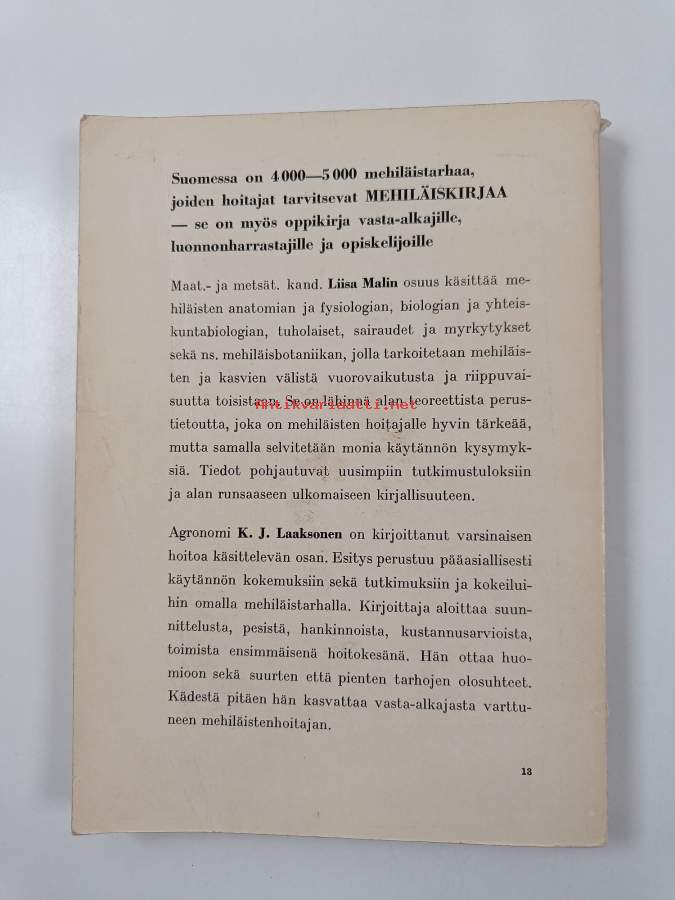 Suomessa on 4 000—5 000 mehiläistarhaa,
joiden hoitajat tarvitsevat MEHILÄISKIRJAA
— se on myös oppikirja vasta-alkajille,
luonnonharrastajille ja opiskelijoille
Maat.- ja metsät. kand. Liisa Malin osuus käsittää me-
hiläisten anatomian ja fysiologian, biologian ja yhteis-
kuntabiologian, tuholaiset, sairaudet ja myrkytykset
sekä ns. mehiläisbotaniikan, jolla tarkoitetaan mehiläis-
ten ja kasvien välistä vuorovaikutusta ja riippuvai-
suutta toisistaan. Se on lähinnä alan teoreettista perus-
Antikvariaatti.net
tietoutta, joka on mehiläisten hoitajalle hyvin tärkeää,
mutta samalla selvitetään monia käytännön kysymyk-
siä. Tiedot pohjautuvat uusimpiin tutkimustuloksiin
ja alan runsaaseen ulkomaiseen kirjallisuuteen.
Agronomi K. J. Laaksonen on kirjoittanut varsinaisen
hoitoa käsittelevän osan. Esitys perustuu pääasiallisesti
käytännön kokemuksiin sekä tutkimuksiin ja kokeilui-
hin omalla mehiläistarhalla. Kirjoittaja aloittaa suun-
nittelusta, pesistä, hankinnoista, kustannusarvioista,
toimista ensimmäisenä hoitokesänä. Hän ottaa huo-
mioon sekä suurten että pienten tarhojen olosuhteet.
Kädestä pitäen hän kasvattaa vasta-alkajasta varttu-
neen mehiläistenhoitajan.
13